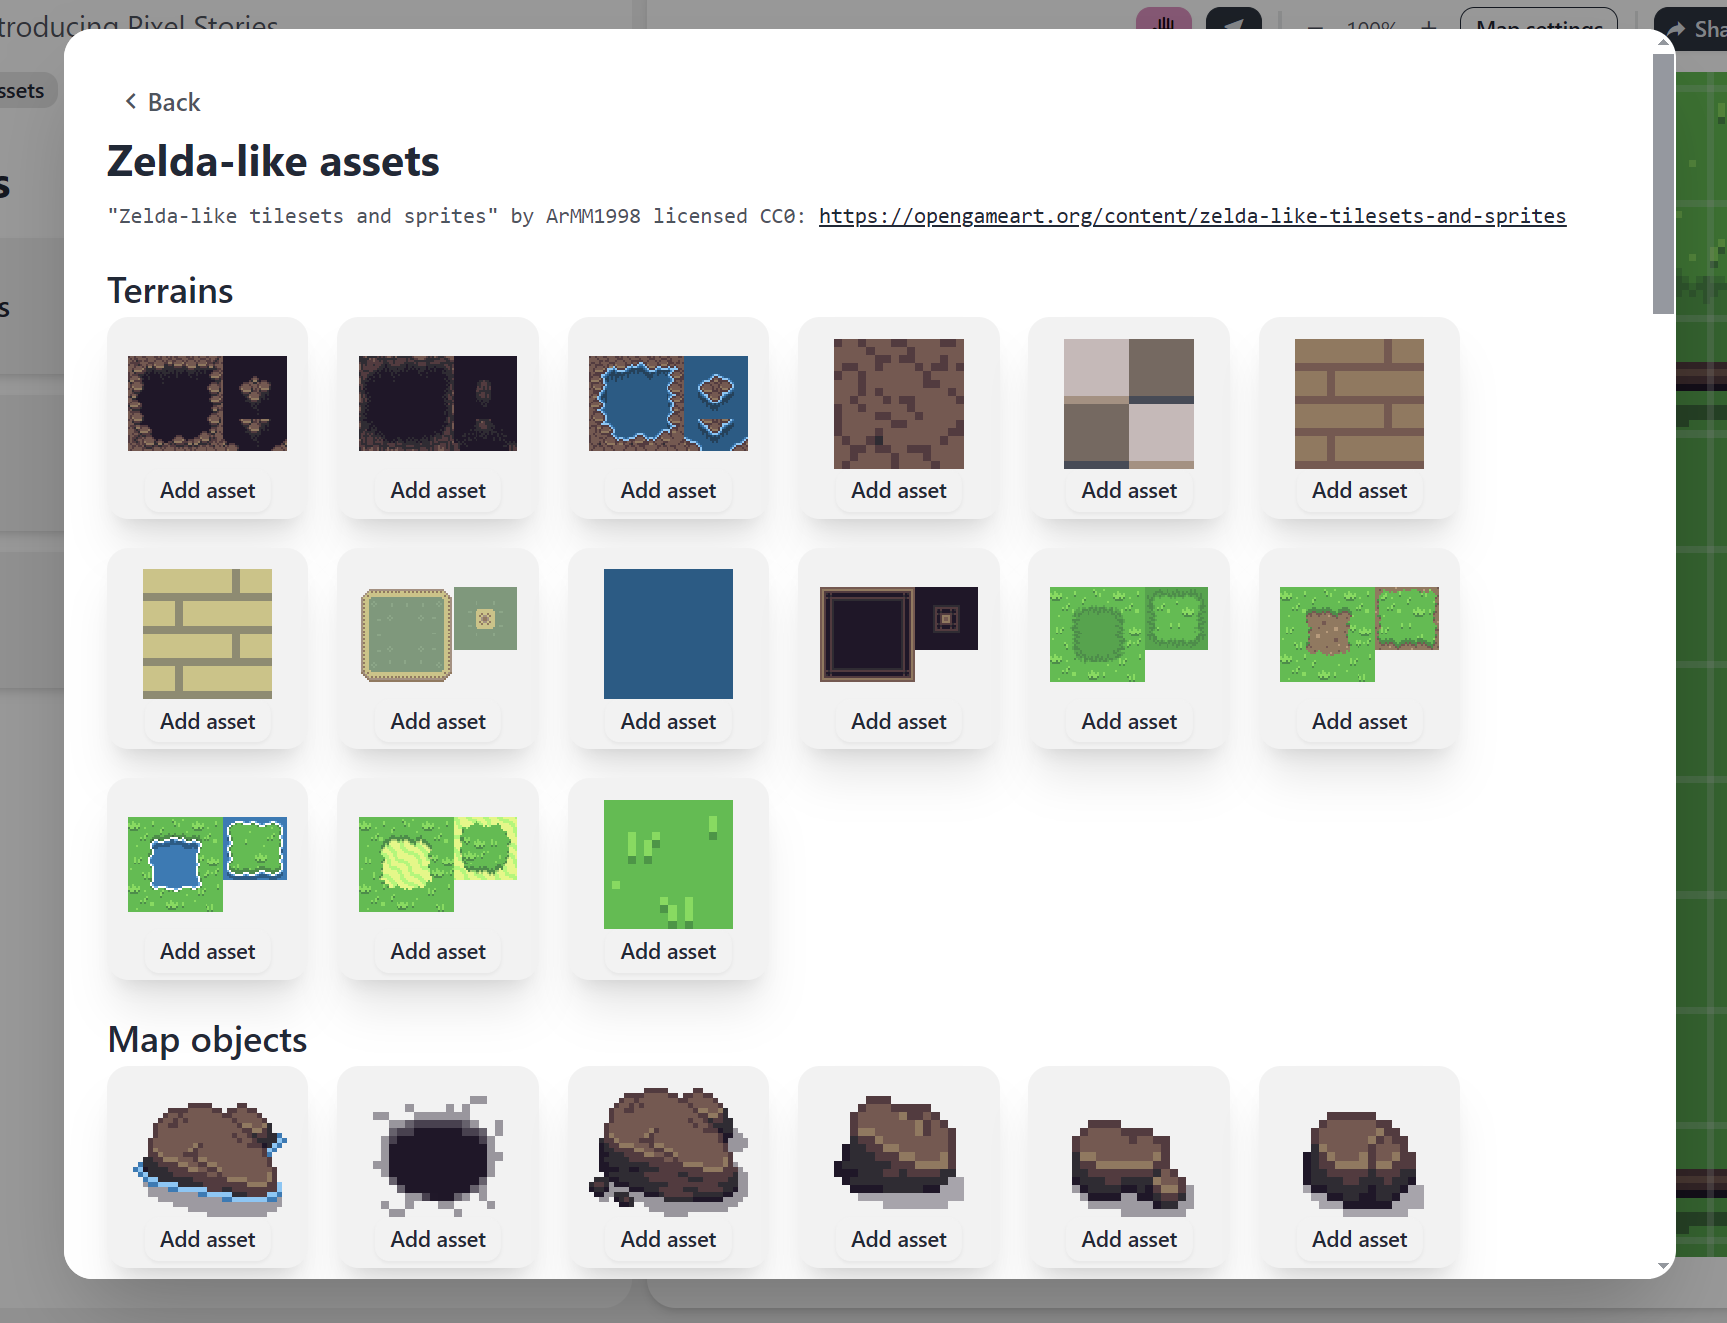 troducing Pixel Stories
100%
Map settings
Sha
ssets
s
s
Back
Zelda-like assets
"Zelda-like tilesets and sprites" by ArMM1998 licensed CC0: https://opengameart.org/content/zelda-like-tilesets-and-sprites
Terrains
Add asset Add asset Add asset Add asset Add asset Add asset
Add asset Add asset Add asset Add asset Add asset Add asset
Add asset Add asset Add asset
Map objects
Add asset Add asset Add asset Add asset Add asset Add asset